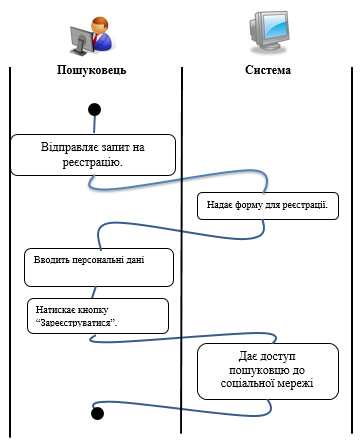 Пошуковець
Система
Відправляє запит на
реєстрацію.
Надає форму для реєстрації.
Вводить персональні дані
Натискає кнопку
“Зареєструватися”.
Дає доступ
пошуковцю до
соціальної мережі